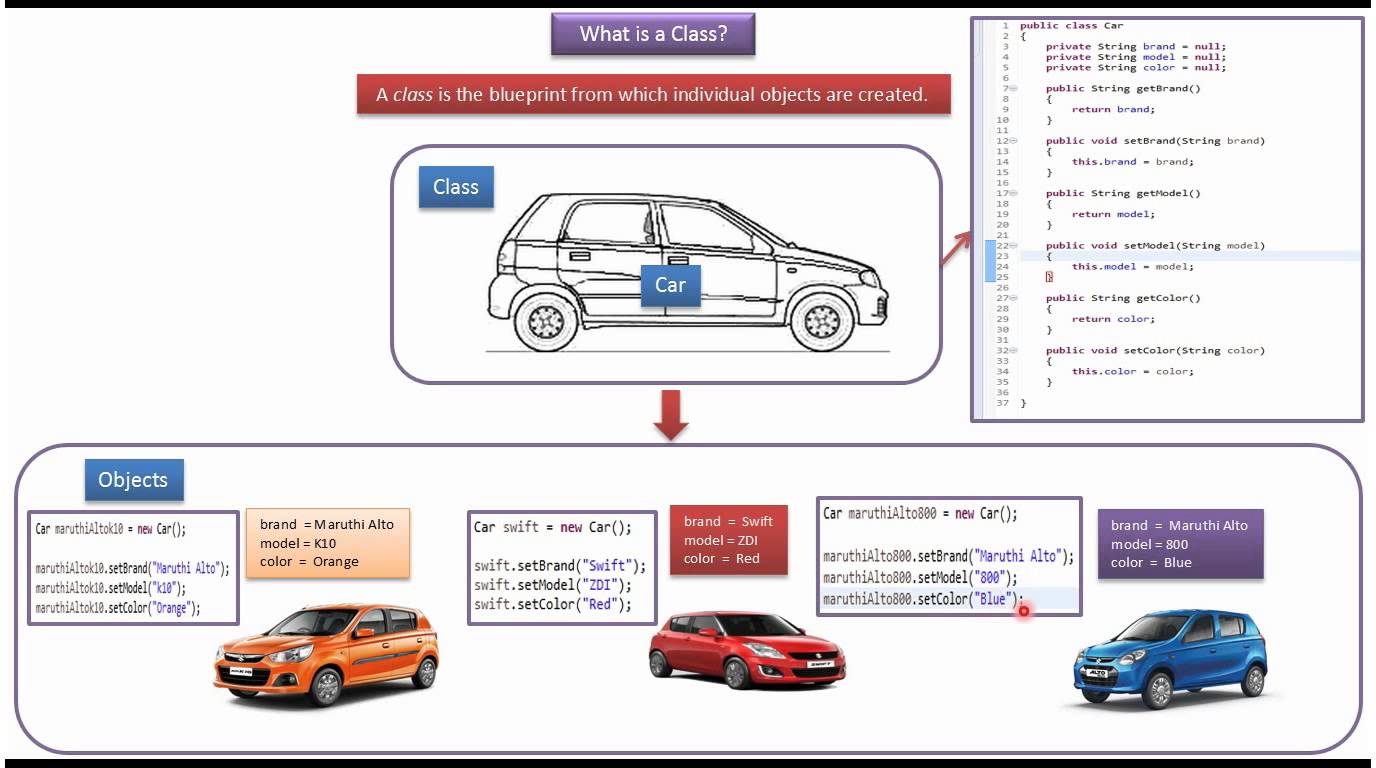 What is a Class?
A class is the blueprint from which individual objects are created.
Class
Car
1 public class Car
2 {
3 private String brand = null;
4 private String model = null;
5 private String color = null;
6
7 public String getBrand()
8 {
9 return brand;
10 }
11
12 public void setBrand(String brand)
13 {
14 this.brand = brand;
15 }
16
17 public String getModel()
18 {
19 return model;
20 }
21
22 public void setModel(String model)
23 {
24 this.model = model;
25 }
26
27 public String getColor()
28 {
29 return color;
30 }
31
32 public void setColor(String color)
33 {
34 this.color = color;
35 }
36
37 }
Objects
Car maruthiAltok10 = new Car();
maruthiAltok10.setBrand("Maruthi Alto");
maruthiAltok10.setModel("k10");
maruthiAltok10.setColor("Orange");
brand = Maruthi Alto
model = K10
color = Orange
Car swift = new Car();
swift.setBrand("Swift");
swift.setModel("ZDI");
swift.setColor("Red");
brand = Swift
model = ZDI
color = Red
Car maruthiAlto800 = new Car();
maruthiAlto800.setBrand("Maruthi Alto");
maruthiAlto800.setModel("800");
maruthiAlto800.setColor("Blue");
brand = Maruthi Alto
model = 800
color = Blue
SWIFT
ALTO